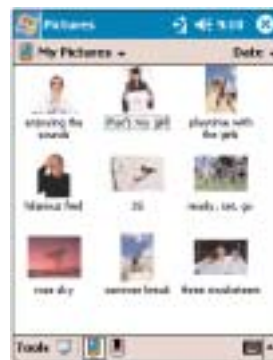 Pictures
My Pictures
Date
enjoying the
sounds
that's my girl
playtime with
the girls
hilarious fred
ready, set, go
rose sky
summer break
three musketeers
Tools